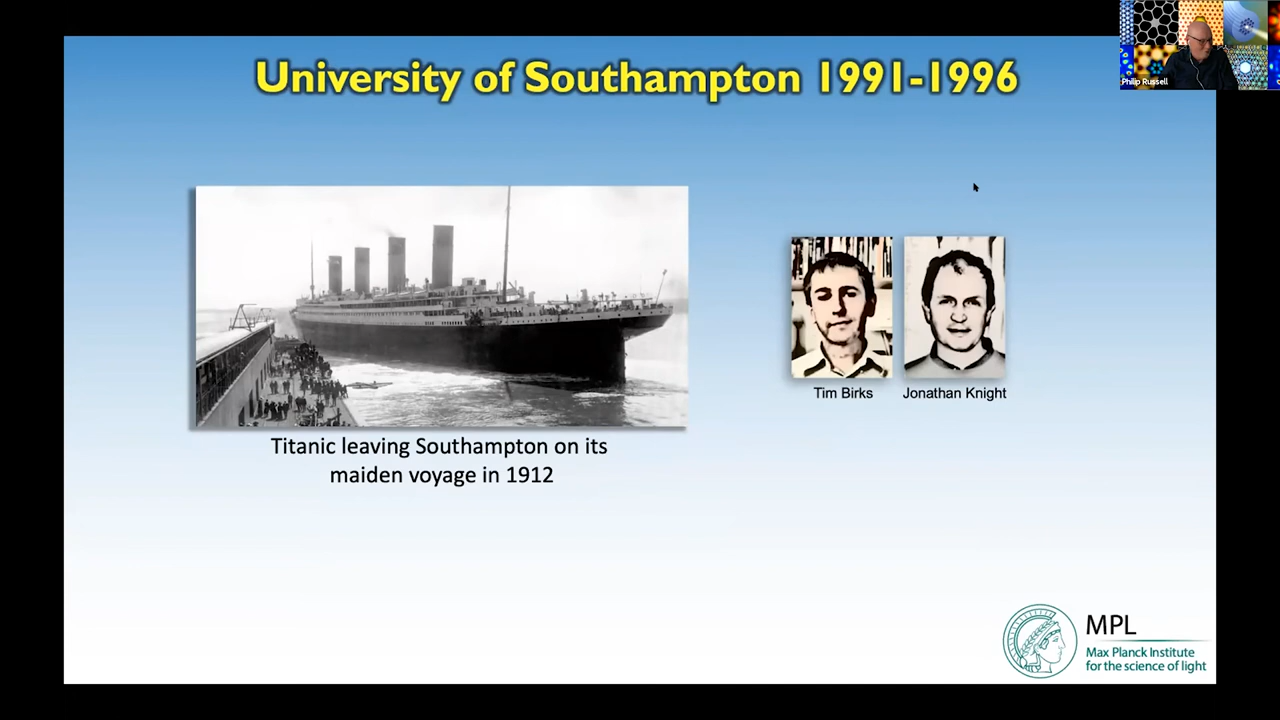 University of Southampton 1991-1996
Philip Russell
Tim Birks
Jonathan Knight
Titanic leaving Southampton on its
maiden voyage in 1912
MPL
Max Planck Institute
for the science of light